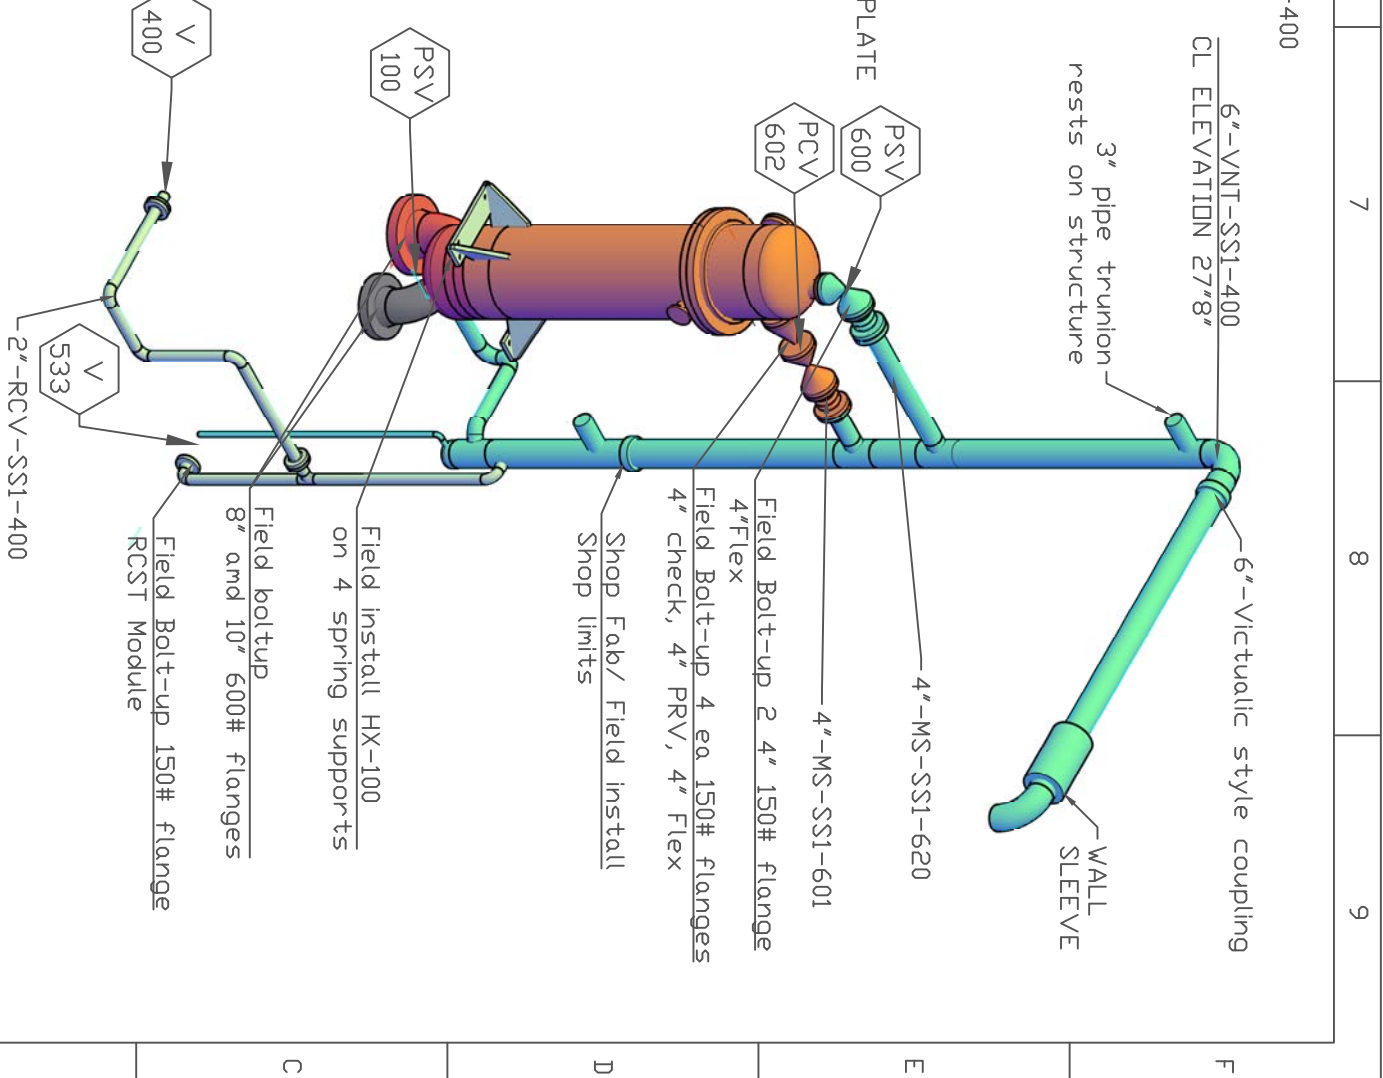 -400
6"-VNT-SS1-400
CL ELEVATION 27'8"
3" pipe trunion
rests on structure
PLATE
PSV
600
PCV
602
PSV
100
V
400
V
533
2"-RCV-SS1-400
6"-Victualic style coupling
WALL
SLEEVE
4"-MS-SS1-620
4"-MS-SS1-601
Field Bolt-up 2 4" 150# flange
4"Flex
Field Bolt-up 4 ea 150# flanges
4" check, 4" PRV, 4" Flex
Shop Fab/ Field install
Shop limits
Field install HX-100
on 4 spring supports
Field boltup
8" amd 10" 600# flanges
Field Bolt-up 150# flange
RCST Module
7
8
9
F
E
D
C